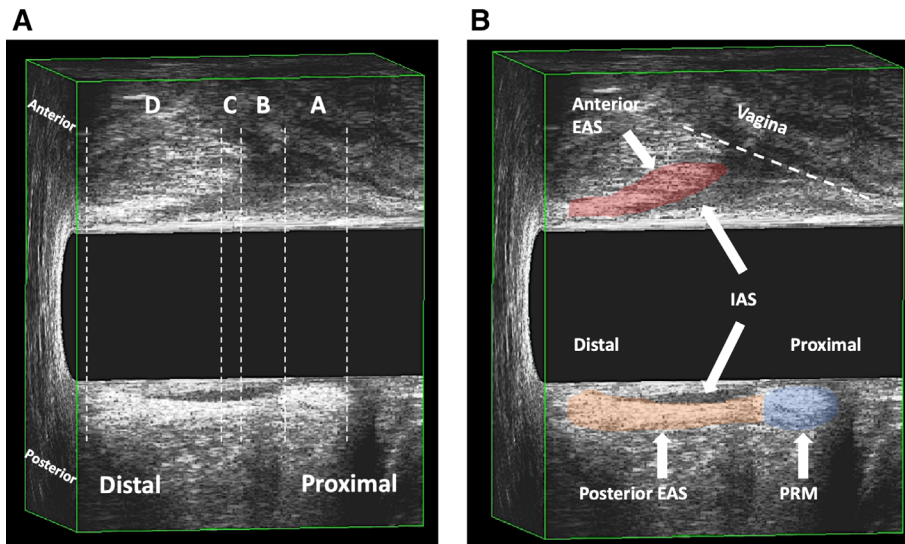 A
Anterior
D C B A
Posterior
Distal
Proximal
B
Anterior
EAS
Vagina
IAS
Distal
Proximal
Posterior EAS
PRM